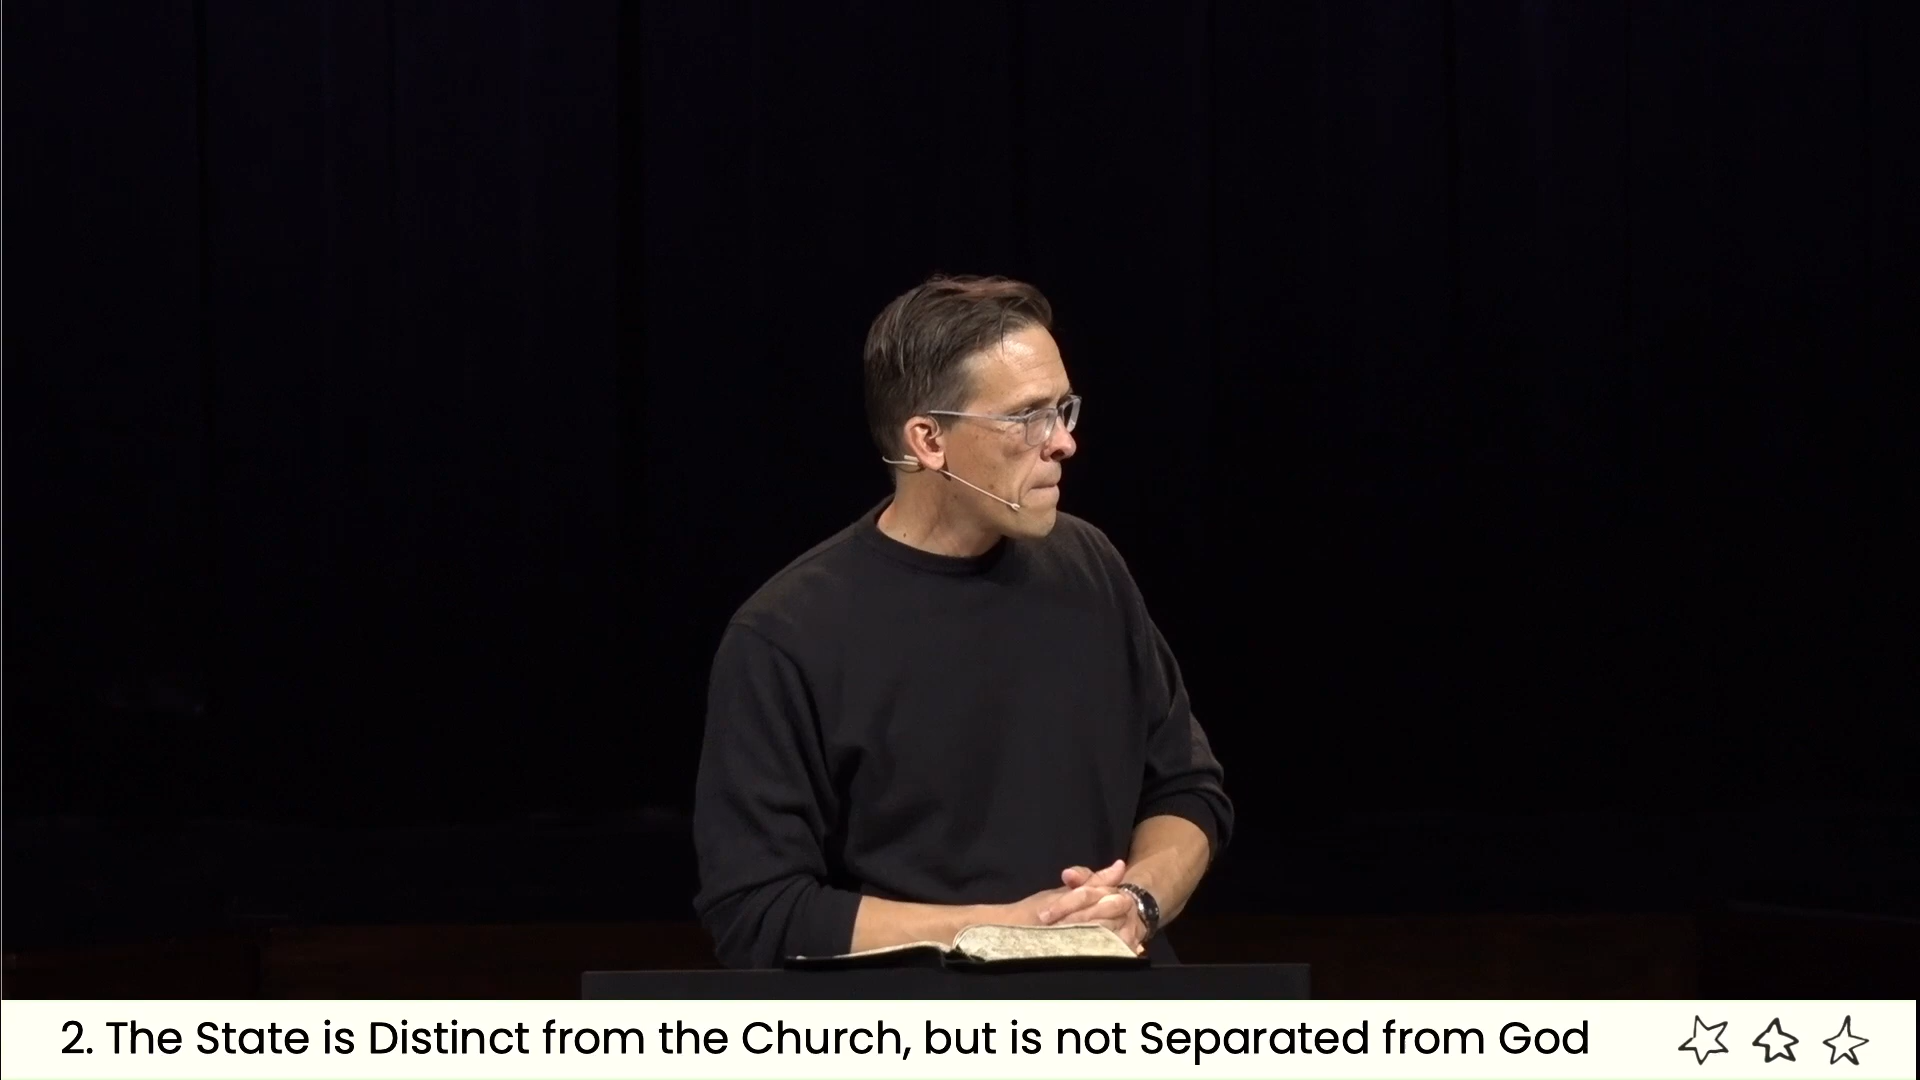 2. The State is Distinct from the Church, but is not Separated from God